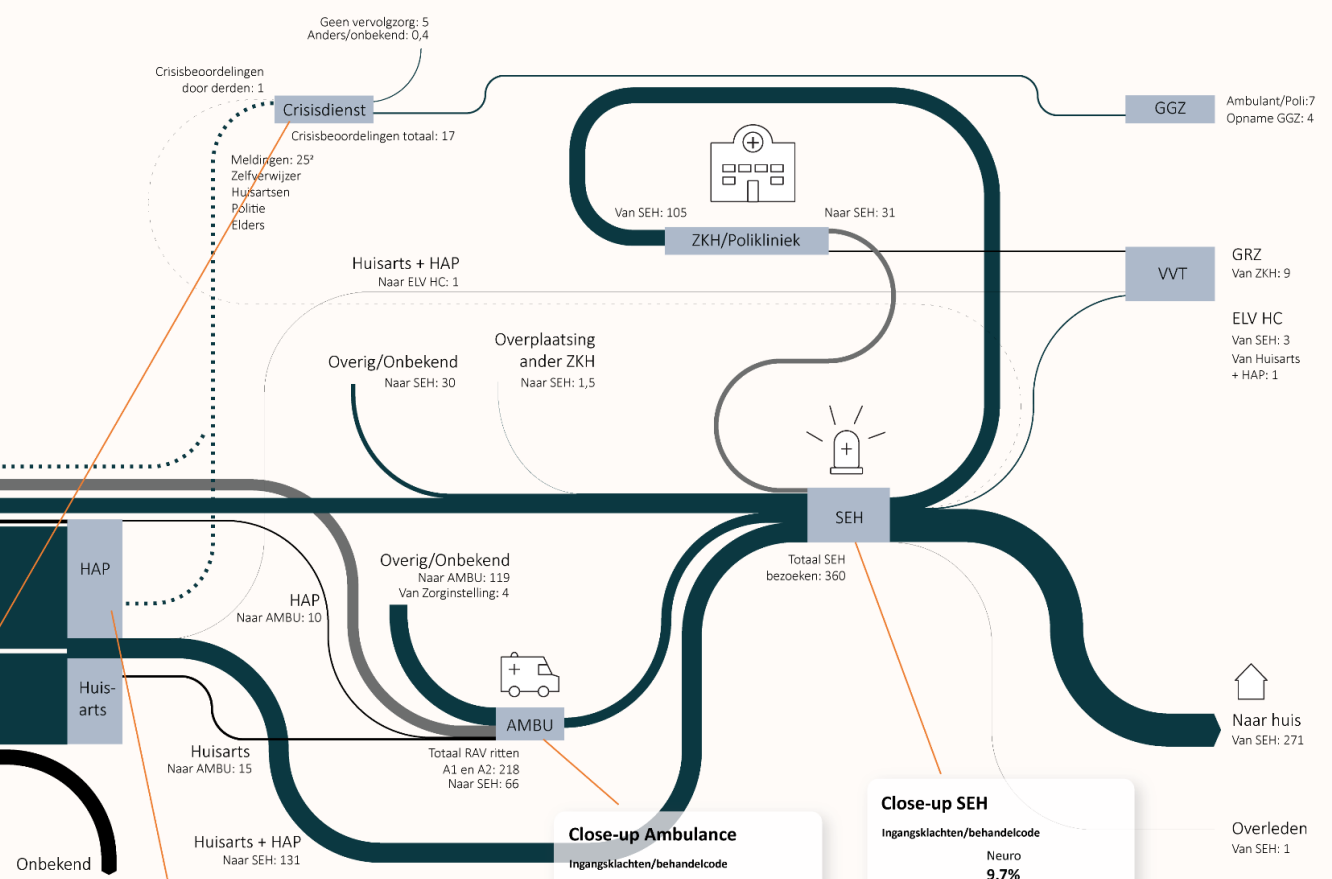 Geen vervolgzorg: 5
Anders/onbekend: 0,4
Crisisbeoordelingen
door derden: 1
Crisisdienst
Crisisbeoordelingen totaal: 17
Meldingen: 25²
Zelfverwijzer
Huisartsen
Politie
Elders
GGZ
Ambulant/Poli:7
Opname GGZ: 4
Van SEH: 105
Naar SEH: 31
ZKH/Polikliniek
VVT
GRZ
Van ZKH: 9
ELV HC
Van SEH: 3
Van Huisarts
+ HAP: 1
Huisarts + HAP
Naar ELV HC: 1
Overig/Onbekend
Naar SEH: 30
Overplaatsing
ander ZKH
Naar SEH: 1,5
SEH
Totaal SEH
bezoeken: 360
HAP
HAP
Naar AMBU: 10
Overig/Onbekend
Naar AMBU: 119
Van Zorginstelling: 4
Huis-
arts
AMBU
Totaal RAV ritten
A1 en A2: 218
Naar SEH: 66
Huisarts
Naar AMBU: 15
Huisarts + HAP
Naar SEH: 131
Onbekend
Naar huis
Van SEH: 271
Overleden
Van SEH: 1
Close-up Ambulance
Ingangsklachten/behandelcode
Close-up SEH
Ingangsklachten/behandelcode
Neuro
9.7%